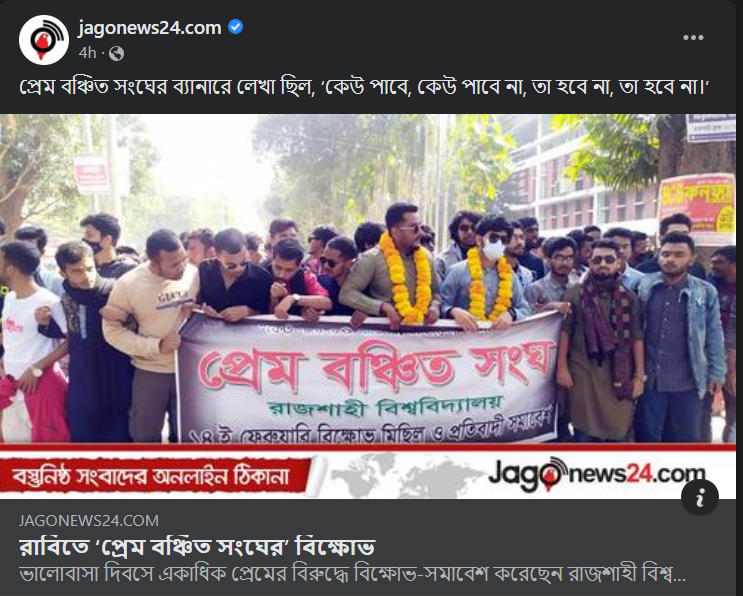 jagonews24.com
4h ·
প্রেম বঞ্চিত সংঘের ব্যানারে লেখা ছিল, ‘কেউ পাবে, কেউ পাবে না, তা হবে না, তা হবে না।’
প্রেম বঞ্চিত সংঘ
রাজশাহী বিশ্ববিদ্যালয়
১৪ ই ফেব্রুয়ারি বিক্ষোভ মিছিল ও প্রতিবাদী সমাবেশ
বস্তুনিষ্ঠ সংবাদের অনলাইন ঠিকানা
Jagonews24.com
JAGONEWS24.COM
রাবিতে ‘প্রেম বঞ্চিত সংঘের’ বিক্ষোভ
ভালোবাসা দিবসে একাধিক প্রেমের বিরুদ্ধে বিক্ষোভ-সমাবেশ করেছেন রাজশাহী বিশ্ব...